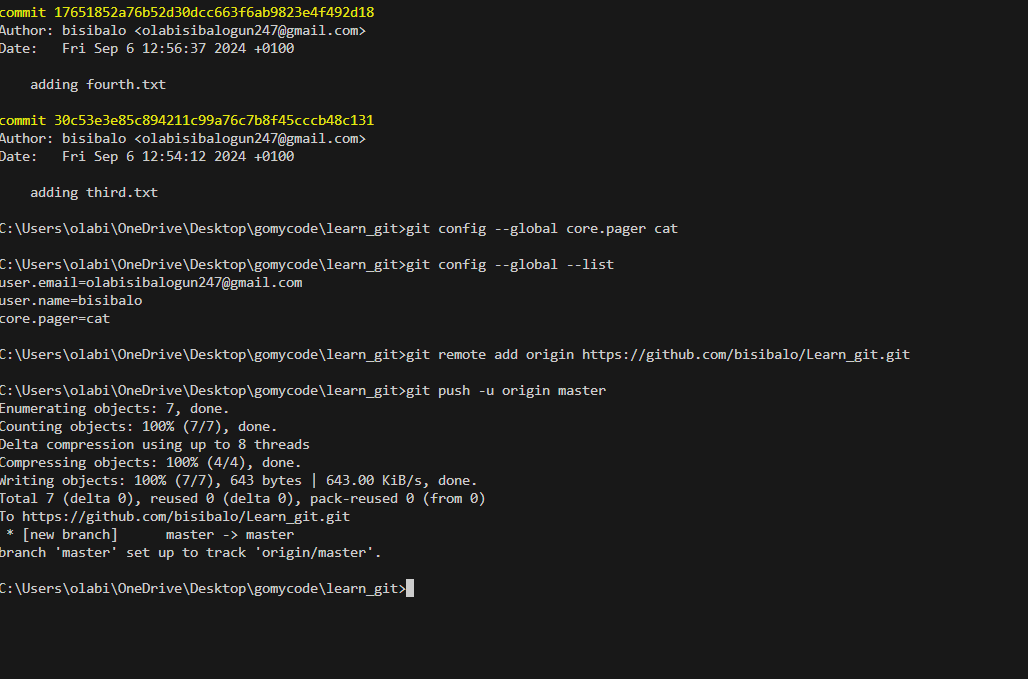 commit 17651852a76b52d30dcc663f6ab9823e4f492d18
Author: bisibalo <olabisibalogun247@gmail.com>
Date:   Fri Sep 6 12:56:37 2024 +0100
    adding fourth.txt
commit 30c53e3e85c894211c99a76c7b8f45cccb48c131
Author: bisibalo <olabisibalogun247@gmail.com>
Date:   Fri Sep 6 12:54:12 2024 +0100
    adding third.txt
C:\Users\olabi\OneDrive\Desktop\gomycode\learn_git>git config --global core.pager cat
C:\Users\olabi\OneDrive\Desktop\gomycode\learn_git>git config --global --list
user.email=olabisibalogun247@gmail.com
user.name=bisibalo
core.pager=cat
C:\Users\olabi\OneDrive\Desktop\gomycode\learn_git>git remote add origin https://github.com/bisibalo/Learn_git.git
C:\Users\olabi\OneDrive\Desktop\gomycode\learn_git>git push -u origin master
Enumerating objects: 7, done.
Counting objects: 100% (7/7), done.
Delta compression using up to 8 threads
Compressing objects: 100% (4/4), done.
Writing objects: 100% (7/7), 643 bytes | 643.00 KiB/s, done.
Total 7 (delta 0), reused 0 (delta 0), pack-reused 0 (from 0)
To https://github.com/bisibalo/Learn_git.git
 * [new branch]      master -> master
branch 'master' set up to track 'origin/master'.
C:\Users\olabi\OneDrive\Desktop\gomycode\learn_git>